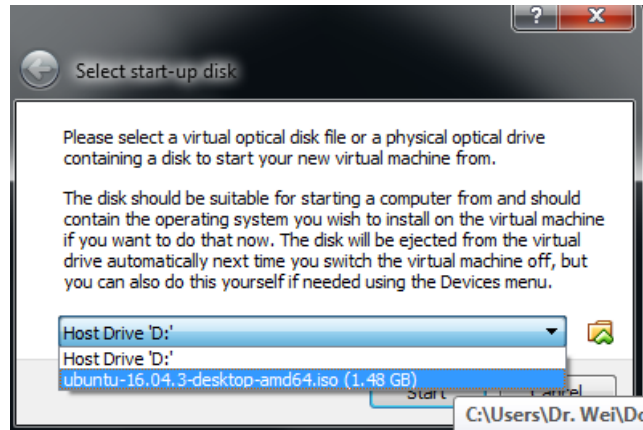 ?
x
Select start-up disk
Please select a virtual optical disk file or a physical optical drive
containing a disk to start your new virtual machine from.
The disk should be suitable for starting a computer from and should
contain the operating system you wish to install on the virtual machine
if you want to do that now. The disk will be ejected from the virtual
drive automatically next time you switch the virtual machine off, but
you can also do this yourself if needed using the Devices menu.
Host Drive 'D:'
Host Drive 'D:'
ubuntu-16.04.3-desktop-amd64.iso (1.48 GB)
Start Cancel
C:\Users\Dr. Wei\Do